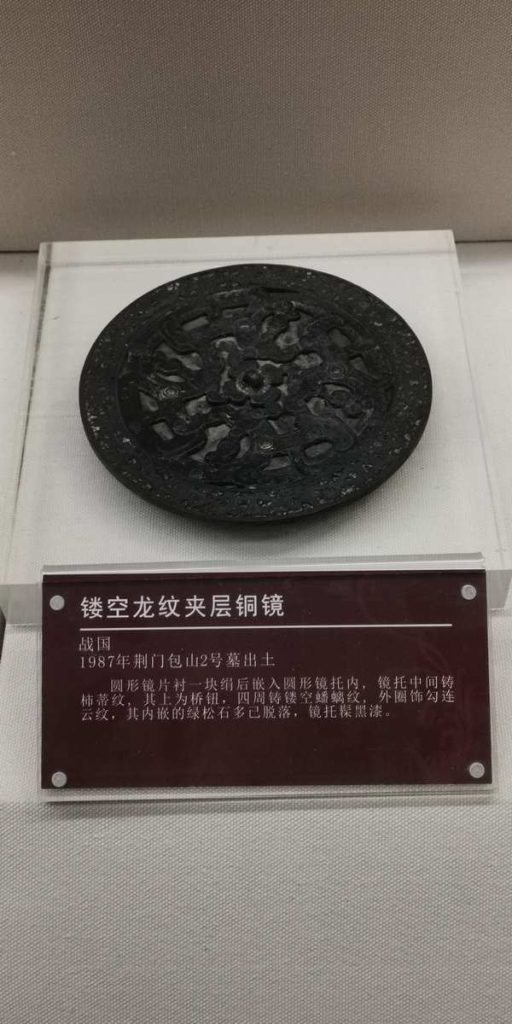 镂空龙纹夹层铜镜
战国
1987年荆门包山2号墓出土
圆形镜片衬一块绢后嵌入圆形镜托内，镜托中间铸
柿蒂纹，其上为桥钮，四周铸镂空蟠螭纹，外圈饰勾连
云纹，其内嵌的绿松石多已脱落，镜托髹黑漆。